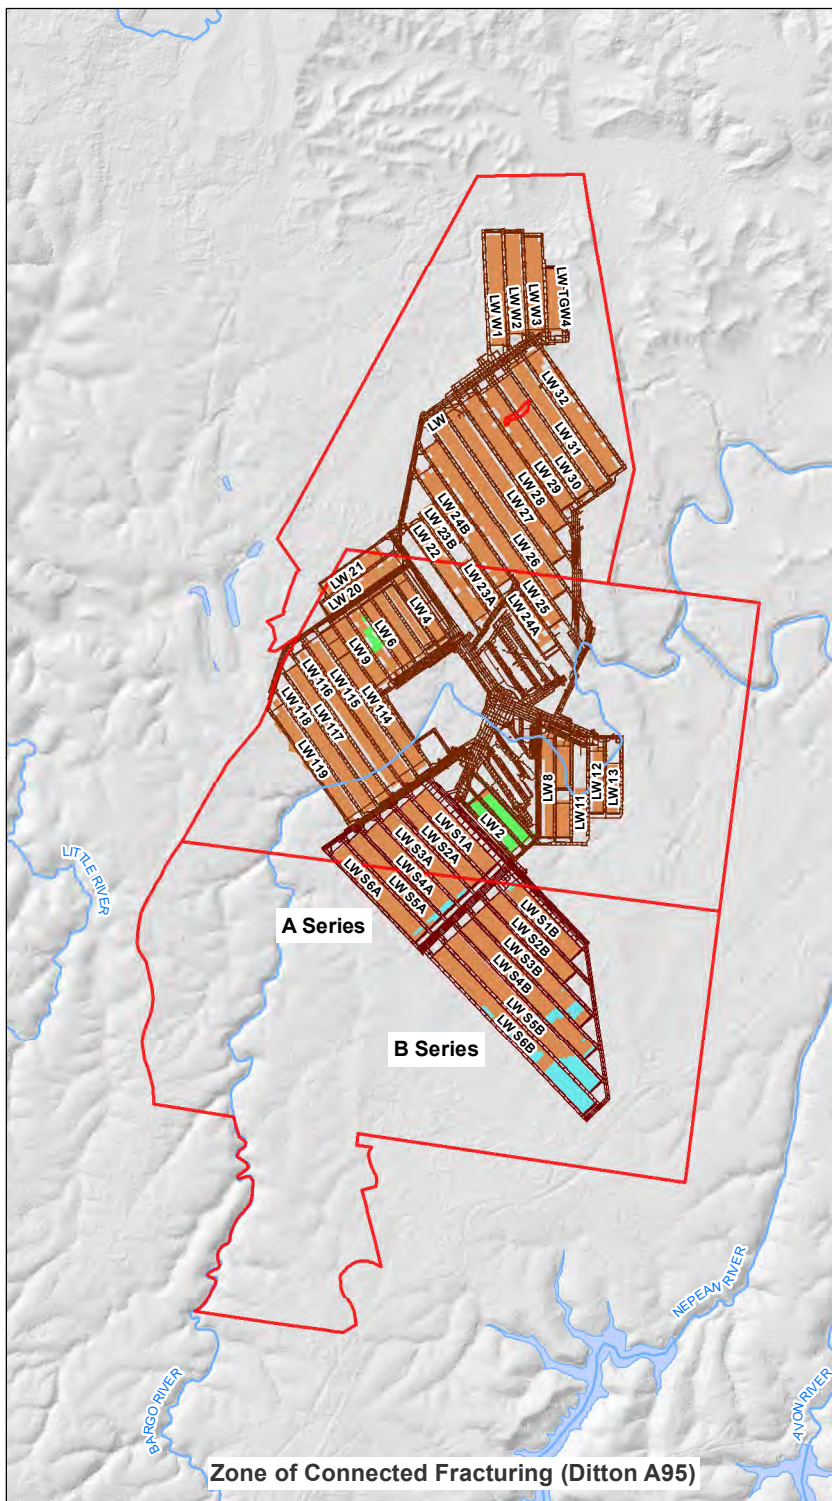 LW W1
LW W2
LW W3
LW-TGW4
LW 32
LW
LW 31
LW 30
LW 29
LW 28
LW 27
LW 24B
LW 23B
LW 22
LW 26
LW 21
LW 20
LW 23A
LW 25
LW 24A
LW 4
LW 6
LW 9
LW 116
LW 115
LW 114
LW 118
LW 117
LW 119
LW 8
LW 11
LW 12
LW 13
LW 2
LW S1A
LW S2A
LW S3A
LW S4A
LW S5A
LW S6A
LITTLE RIVER
A Series
LW S1B
LW S2B
LW S3B
LW S4B
LW S5B
LW S6B
B Series
NEPEAN RIVER
BARGO RIVER
AVON RIVER
Zone of Connected Fracturing (Ditton A95)